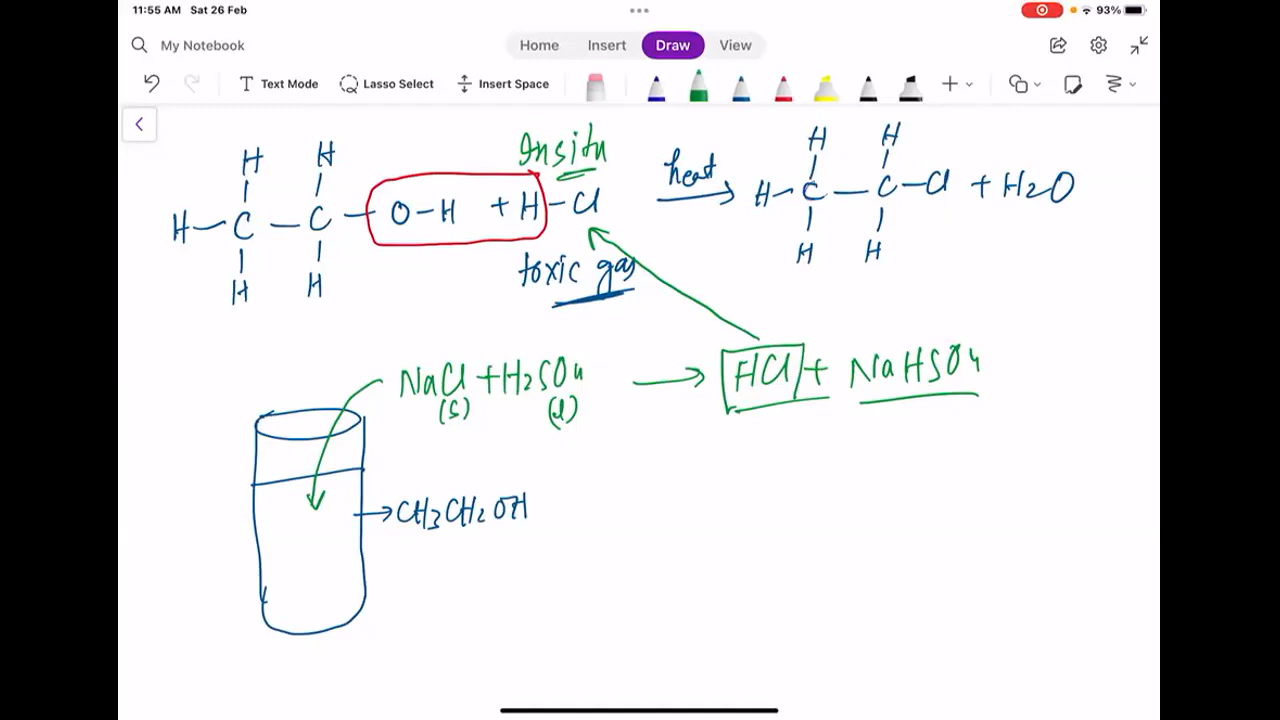 11:55 AM Sat 26 Feb
93%
My Notebook
Home Insert Draw View
Text Mode Lasso Select Insert Space
Insitu
H H
H-C-C-O-H + H-Cl
H H
toxic gas
heat
H H
H-C-C-Cl + H2O
H H
NaCl + H2SO4 → HCl + NaHSO4
(s) (l)
→ CH3CH2OH